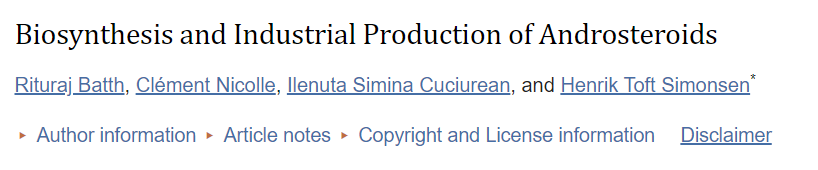 Biosynthesis and Industrial Production of Androsteroids
Rituraj Batth, Clément Nicolle, Ilenuta Simina Cuciurean, and Henrik Toft Simonsen*
▸ Author information ▸ Article notes ▸ Copyright and License information Disclaimer